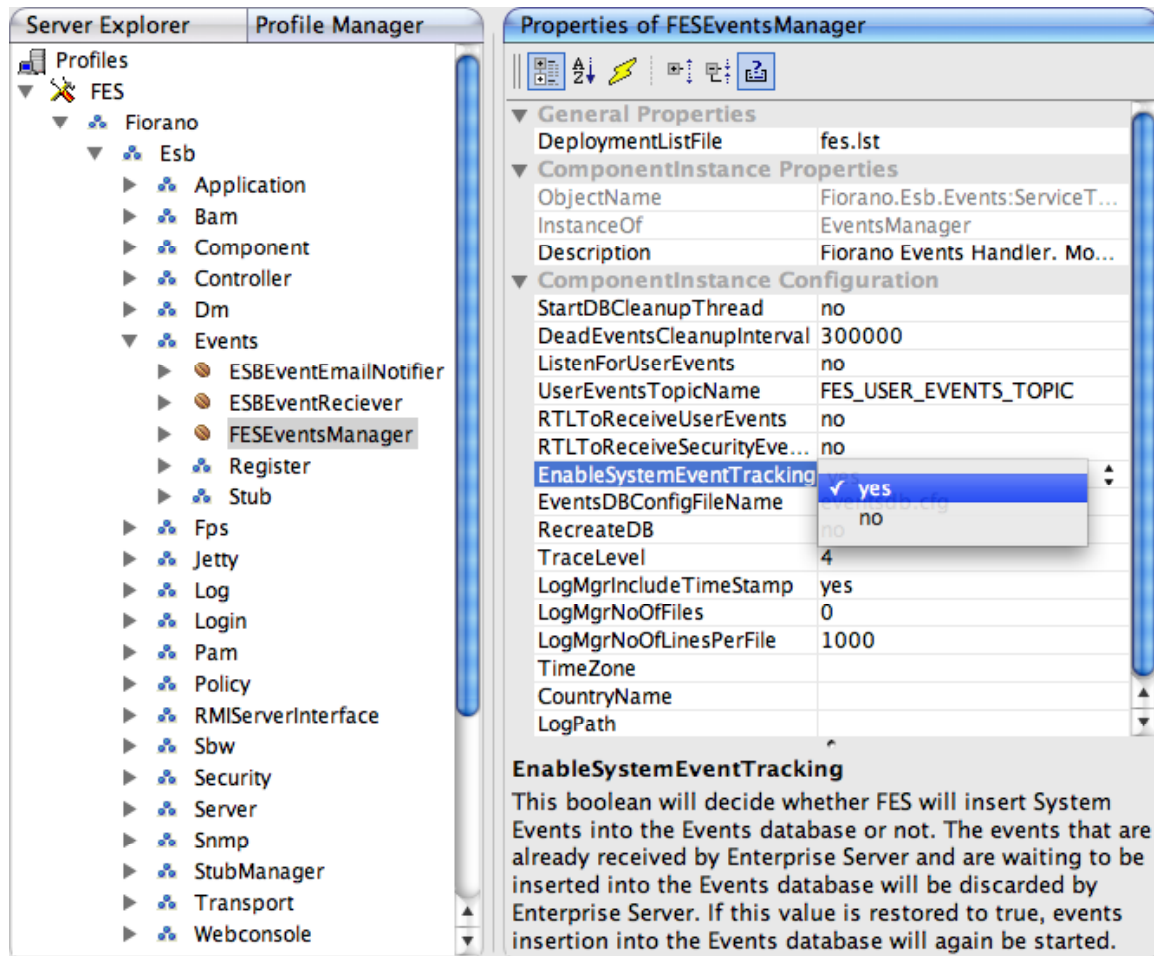 Server Explorer
Profile Manager
Profiles
FES
Fiorano
Esb
Application
Bam
Component
Controller
Dm
Events
ESBEventEmailNotifier
ESBEventReciever
FESEventsManager
Register
Stub
Fps
Jetty
Log
Login
Pam
Policy
RMIServerInterface
Sbw
Security
Server
Snmp
StubManager
Transport
Webconsole
Properties of FESEventsManager
General Properties
DeploymentListFile fes.lst
ComponentInstance Properties
ObjectName Fiorano.Esb.Events:ServiceT...
InstanceOf EventsManager
Description Fiorano Events Handler. Mo...
ComponentInstance Configuration
StartDBCleanupThread no
DeadEventsCleanupInterval 300000
ListenForUserEvents no
UserEventsTopicName FES_USER_EVENTS_TOPIC
RTLToReceiveUserEvents no
RTLToReceiveSecurityEve... no
EnableSystemEventTracking yes
✓ yes
no
EventsDBConfigFileName eventsdb.cfg
RecreateDB no
TraceLevel 4
LogMgrIncludeTimeStamp yes
LogMgrNoOfFiles 0
LogMgrNoOfLinesPerFile 1000
TimeZone
CountryName
LogPath
EnableSystemEventTracking
This boolean will decide whether FES will insert System
Events into the Events database or not. The events that are
already received by Enterprise Server and are waiting to be
inserted into the Events database will be discarded by
Enterprise Server. If this value is restored to true, events
insertion into the Events database will again be started.